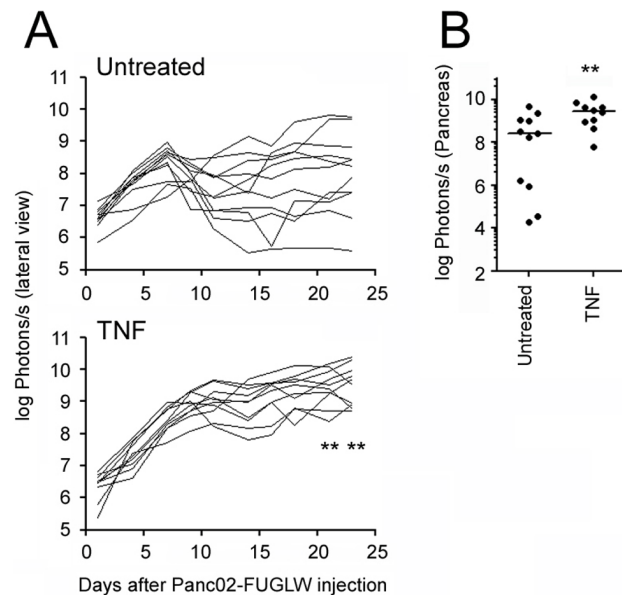 A
Untreated
11
10
9
8
7
6
5
0 5 10 15 20 25
TNF
11
10
9
8
7
6
5
** **
0 5 10 15 20 25
log Photons/s (lateral view)
Days after Panc02-FUGLW injection
B
**
10
8
6
4
2
log Photons/s (Pancreas)
Untreated
TNF